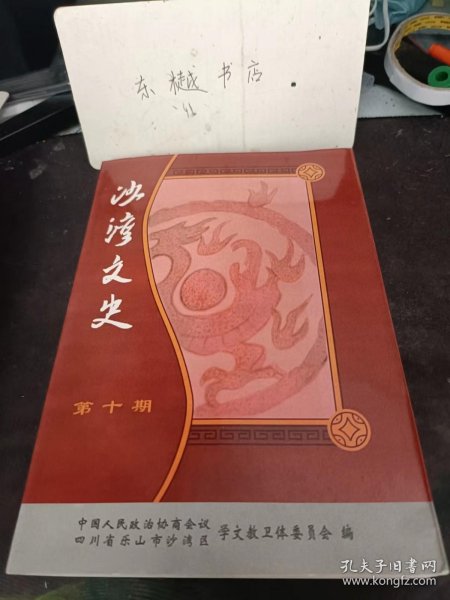 东樾书店
沙湾文史
第十期
中国人民政治协商会议
四川省乐山市沙湾区
学文教卫体委员会 编
孔夫子旧书网
www.kongfz.com